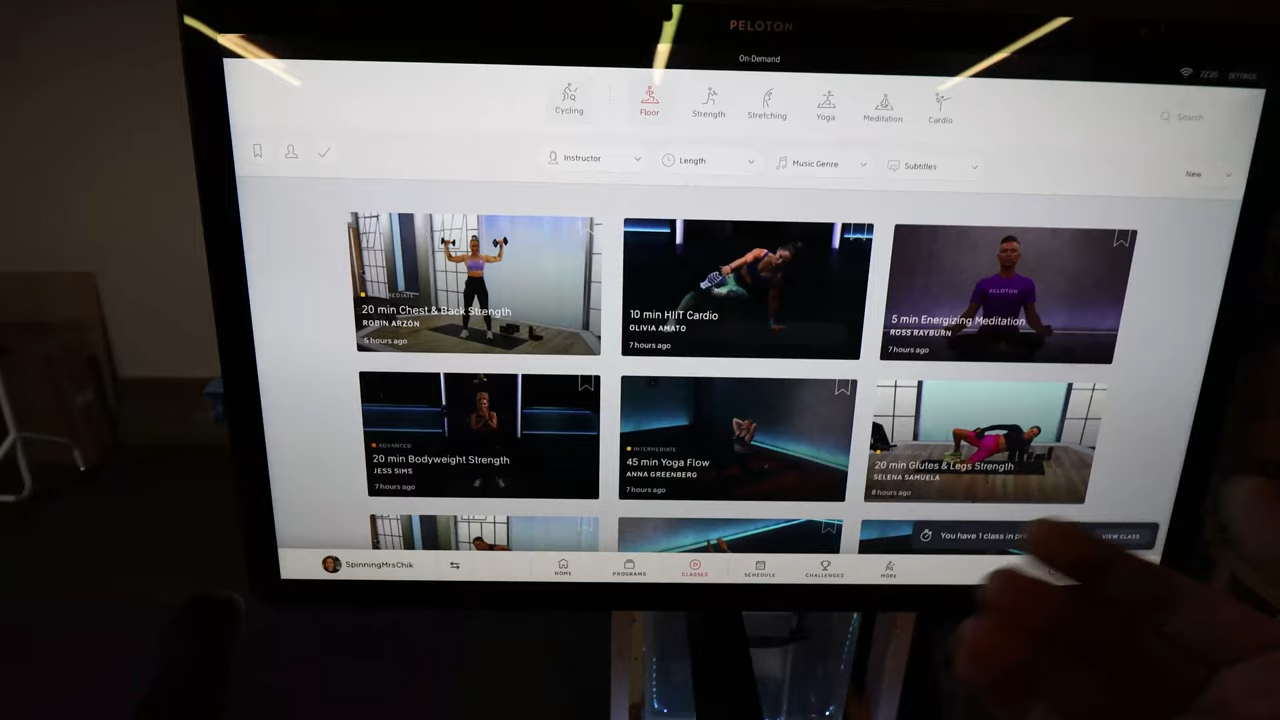 PELOTON
On-Demand
SETTINGS
Cycling
Floor
Strength
Stretching
Yoga
Meditation
Cardio
Search
Instructor
Length
Music Genre
Subtitles
New
20 min Chest & Back Strength
ROBIN ARZÓN
5 hours ago
10 min HIIT Cardio
OLIVIA AMATO
7 hours ago
PELOTON
5 min Energizing Meditation
ROSS RAYBURN
7 hours ago
ADVANCED
20 min Bodyweight Strength
JESS SIMS
7 hours ago
INTERMEDIATE
45 min Yoga Flow
ANNA GREENBERG
7 hours ago
20 min Glutes & Legs Strength
SELENA SAMUELA
8 hours ago
You have 1 class in
VIEW CLASS
SpinningMrsChik
HOME
PROGRAMS
CLASSES
SCHEDULE
CHALLENGES
MORE